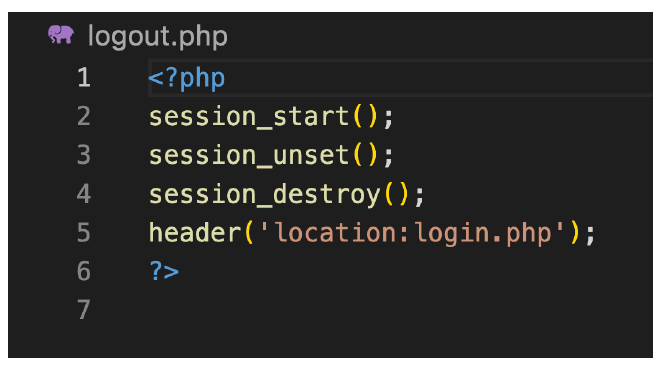 logout.php
1 <?php
2 session_start();
3 session_unset();
4 session_destroy();
5 header('location:login.php');
6 ?>
7